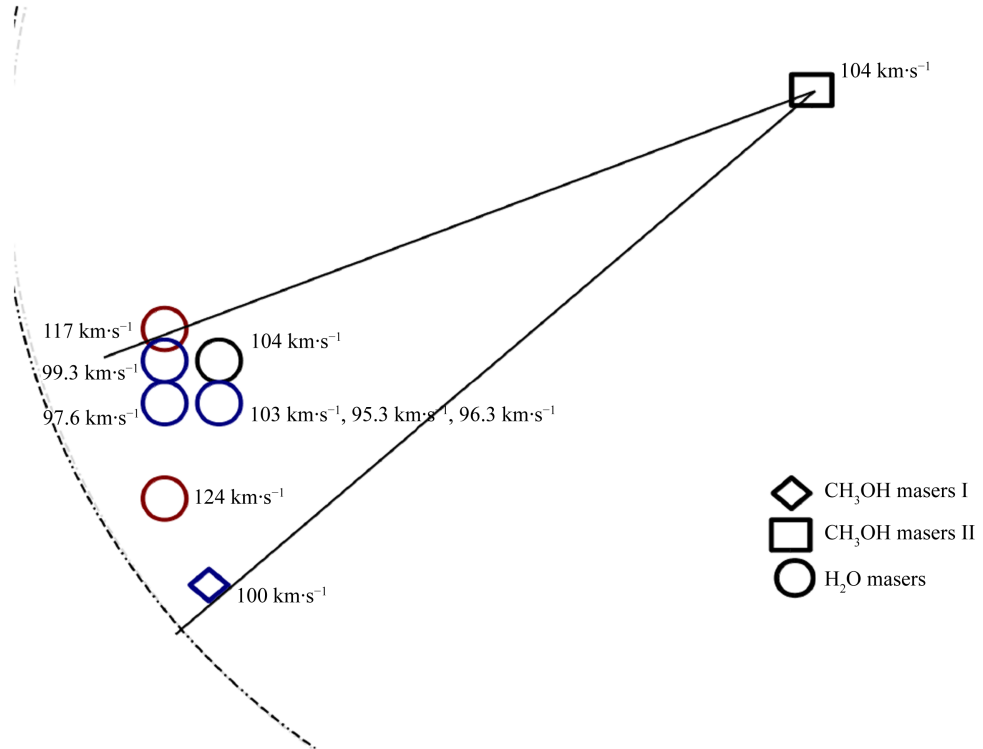 104 km·s⁻¹
117 km·s⁻¹
104 km·s⁻¹
99.3 km·s⁻¹
97.6 km·s⁻¹
103 km·s⁻¹, 95.3 km·s⁻¹, 96.3 km·s⁻¹
124 km·s⁻¹
100 km·s⁻¹
CH₃OH masers I
CH₃OH masers II
H₂O masers